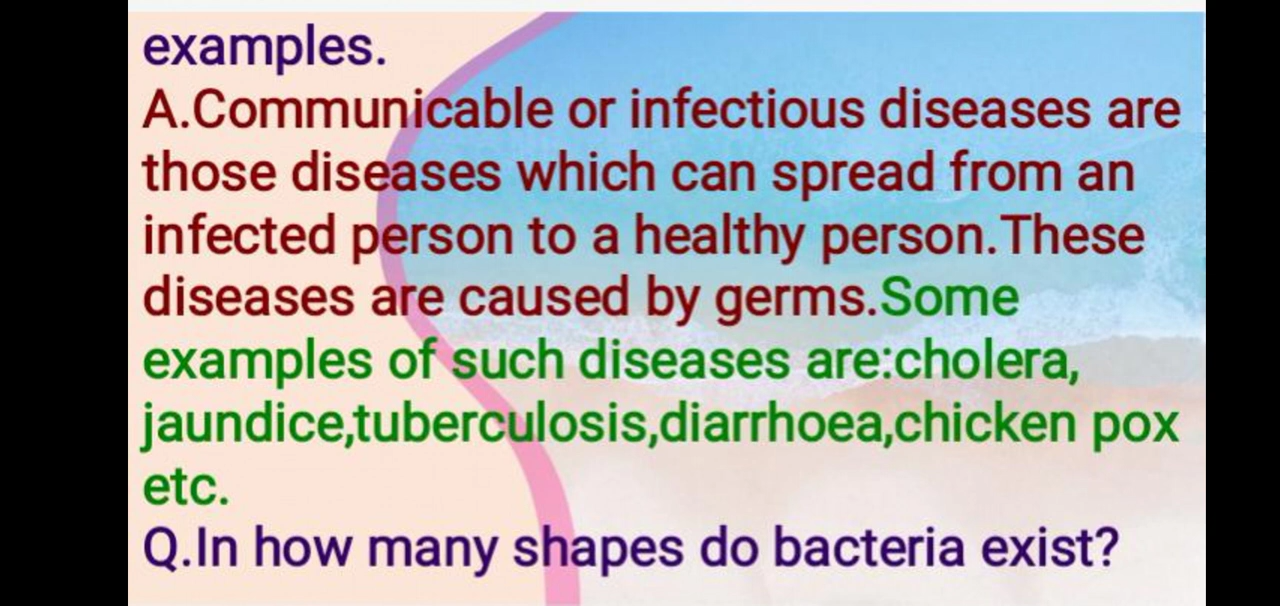 examples.
A.Communicable or infectious diseases are
those diseases which can spread from an
infected person to a healthy person.These
diseases are caused by germs.Some
examples of such diseases are:cholera,
jaundice,tuberculosis,diarrhoea,chicken pox
etc.
Q.In how many shapes do bacteria exist?